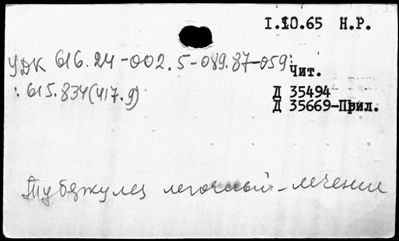 I.10.65 Н.Р.
УДК 616.24-002.5-089.87-059:
: 615.834(417.9)
Чит.
Д 35494
Д 35669-Прил.
Туберкулез легочный - лечение